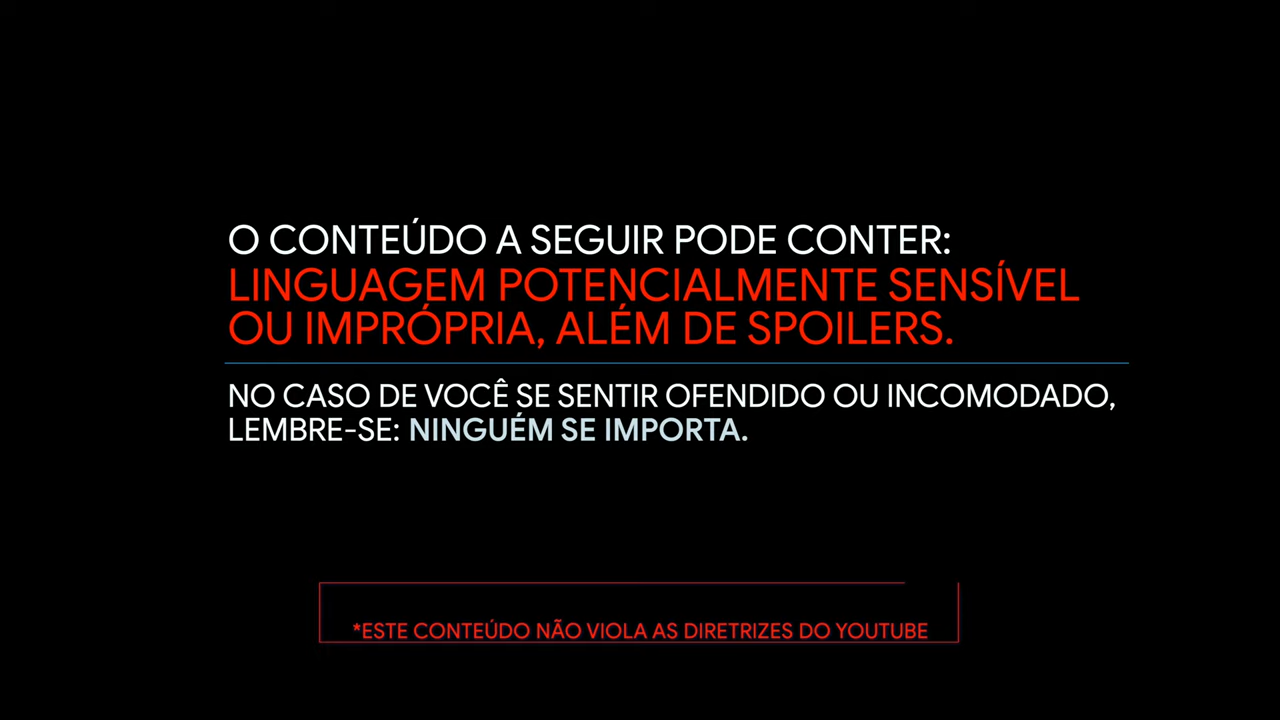 O CONTEÚDO A SEGUIR PODE CONTER:
LINGUAGEM POTENCIALMENTE SENSÍVEL
OU IMPRÓPRIA, ALÉM DE SPOILERS.
NO CASO DE VOCÊ SE SENTIR OFENDIDO OU INCOMODADO,
LEMBRE-SE: NINGUÉM SE IMPORTA.
*ESTE CONTEÚDO NÃO VIOLA AS DIRETRIZES DO YOUTUBE